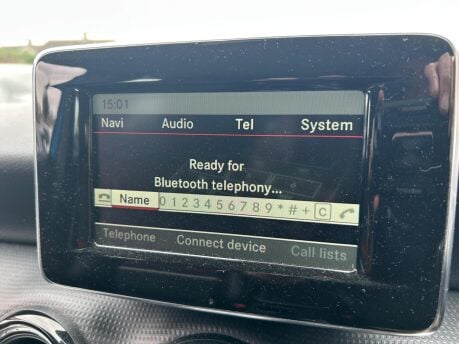 15:01
Navi Audio Tel System
Ready for
Bluetooth telephony...
Name 0 1 2 3 4 5 6 7 8 9 * # + C
Telephone Connect device Call lists